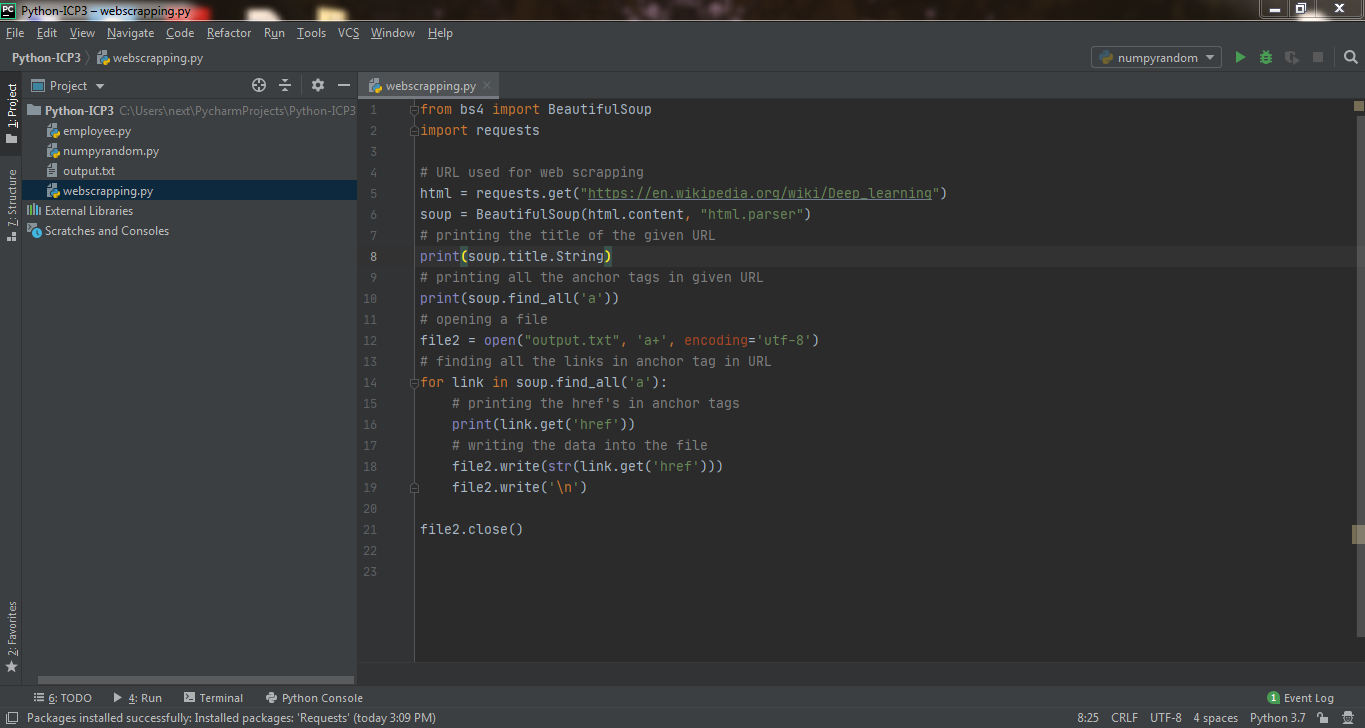 PC Python-ICP3 – webscrapping.py
File Edit View Navigate Code Refactor Run Tools VCS Window Help
Python-ICP3 webscrapping.py numpyrandom
1: Project
7: Structure
2: Favorites
Project
Python-ICP3 C:\Users\next\PycharmProjects\Python-ICP3
employee.py
numpyrandom.py
output.txt
webscrapping.py
External Libraries
Scratches and Consoles
webscrapping.py
1 from bs4 import BeautifulSoup
2 import requests
3
4 # URL used for web scrapping
5 html = requests.get("https://en.wikipedia.org/wiki/Deep_learning")
6 soup = BeautifulSoup(html.content, "html.parser")
7 # printing the title of the given URL
8 print(soup.title.String)
9 # printing all the anchor tags in given URL
10 print(soup.find_all('a'))
11 # opening a file
12 file2 = open("output.txt", 'a+', encoding='utf-8')
13 # finding all the links in anchor tag in URL
14 for link in soup.find_all('a'):
15     # printing the href's in anchor tags
16     print(link.get('href'))
17     # writing the data into the file
18     file2.write(str(link.get('href')))
19     file2.write('\n')
20
21 file2.close()
22
23
6: TODO 4: Run Terminal Python Console 1 Event Log
Packages installed successfully: Installed packages: 'Requests' (today 3:09 PM) 8:25 CRLF UTF-8 4 spaces Python 3.7